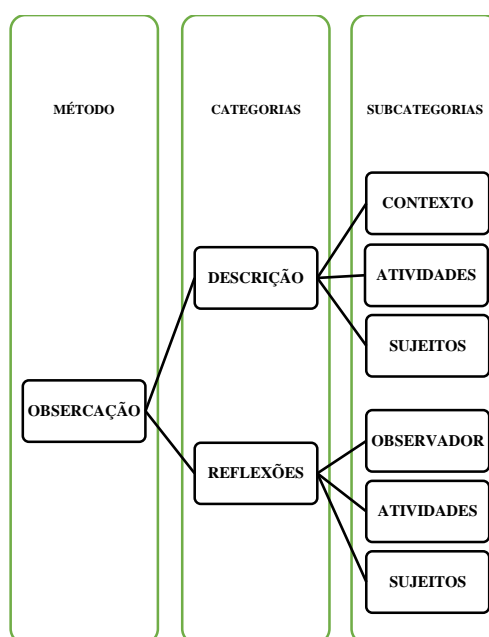 MÉTODO
CATEGORIAS
SUBCATEGORIAS
CONTEXTO
DESCRIÇÃO
ATIVIDADES
SUJEITOS
OBSERCAÇÃO
OBSERVADOR
REFLEXÕES
ATIVIDADES
SUJEITOS